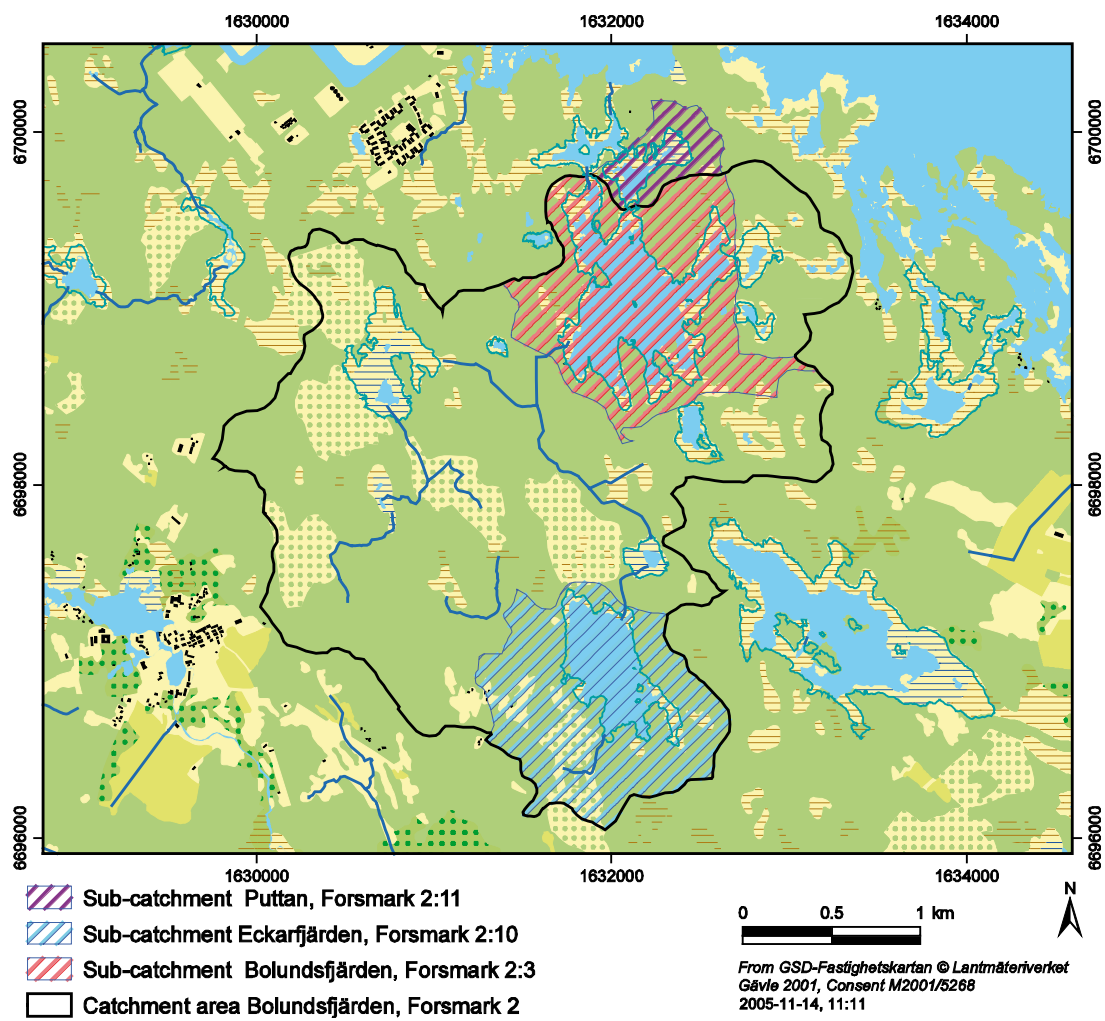 1630000 1632000 1634000
6700000 6700000
6698000 6698000
6696000 6696000
1630000 1632000 1634000
Sub-catchment Puttan, Forsmark 2:11
Sub-catchment Eckarfjärden, Forsmark 2:10
Sub-catchment Bolundsfjärden, Forsmark 2:3
Catchment area Bolundsfjärden, Forsmark 2
0 0.5 1 km
N
From GSD-Fastighetskartan © Lantmäteriverket
Gävle 2001, Consent M2001/5268
2005-11-14, 11:11